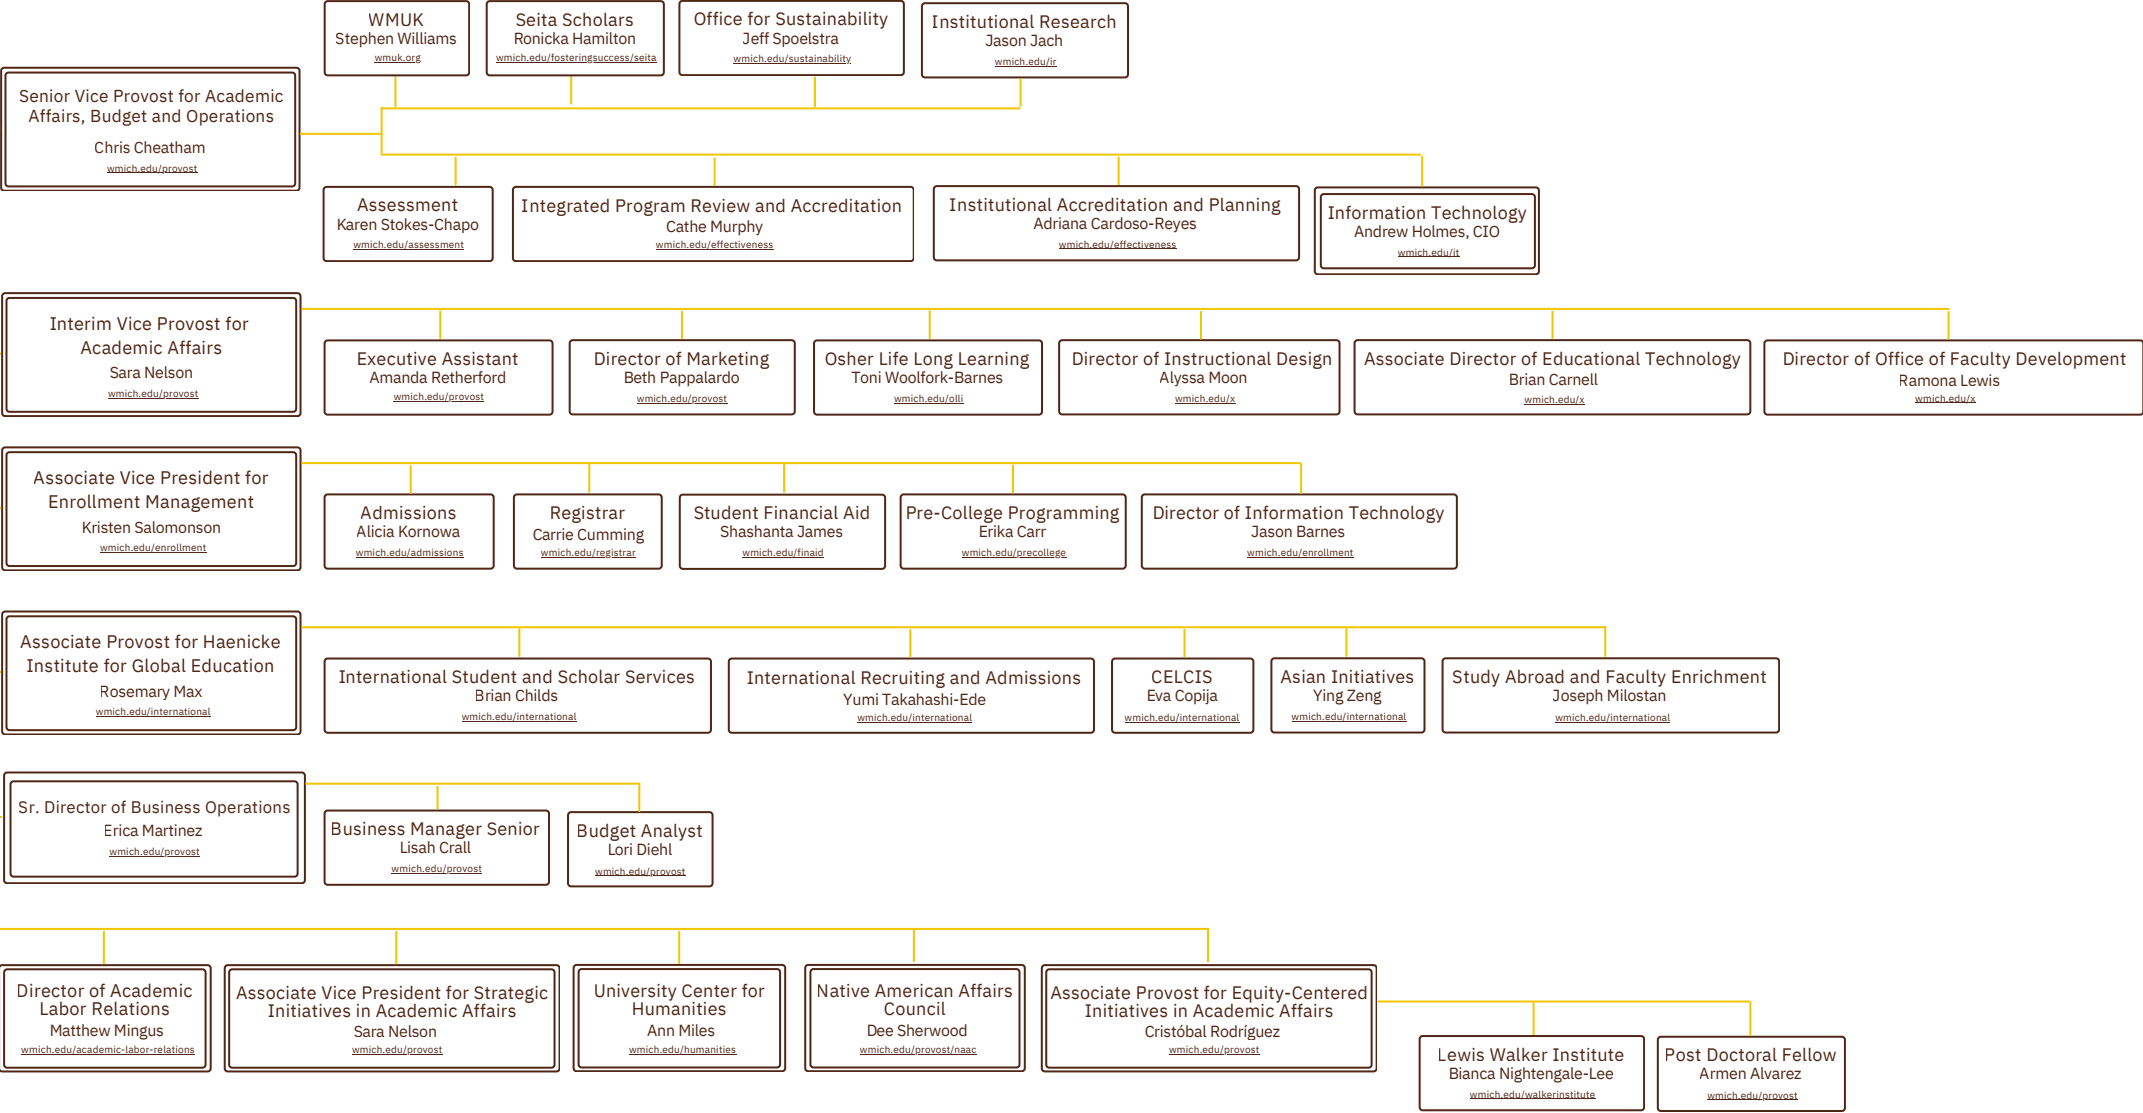 WMUK
Stephen Williams
wmuk.org
Seita Scholars
Ronicka Hamilton
wmich.edu/fosteringsuccess/seita
Office for Sustainability
Jeff Spoelstra
wmich.edu/sustainability
Institutional Research
Jason Jach
wmich.edu/ir
Senior Vice Provost for Academic
Affairs, Budget and Operations
Chris Cheatham
wmich.edu/provost
Assessment
Karen Stokes-Chapo
wmich.edu/assessment
Integrated Program Review and Accreditation
Cathe Murphy
wmich.edu/effectiveness
Institutional Accreditation and Planning
Adriana Cardoso-Reyes
wmich.edu/effectiveness
Information Technology
Andrew Holmes, CIO
wmich.edu/it
Interim Vice Provost for
Academic Affairs
Sara Nelson
wmich.edu/provost
Executive Assistant
Amanda Retherford
wmich.edu/provost
Director of Marketing
Beth Pappalardo
wmich.edu/provost
Osher Life Long Learning
Toni Woolfork-Barnes
wmich.edu/olli
Director of Instructional Design
Alyssa Moon
wmich.edu/x
Associate Director of Educational Technology
Brian Carnell
wmich.edu/x
Director of Office of Faculty Development
Ramona Lewis
wmich.edu/x
Associate Vice President for
Enrollment Management
Kristen Salomonson
wmich.edu/enrollment
Admissions
Alicia Kornowa
wmich.edu/admissions
Registrar
Carrie Cumming
wmich.edu/registrar
Student Financial Aid
Shashanta James
wmich.edu/finaid
Pre-College Programming
Erika Carr
wmich.edu/precollege
Director of Information Technology
Jason Barnes
wmich.edu/enrollment
Associate Provost for Haenicke
Institute for Global Education
Rosemary Max
wmich.edu/international
International Student and Scholar Services
Brian Childs
wmich.edu/international
International Recruiting and Admissions
Yumi Takahashi-Ede
wmich.edu/international
CELCIS
Eva Copija
wmich.edu/international
Asian Initiatives
Ying Zeng
wmich.edu/international
Study Abroad and Faculty Enrichment
Joseph Milostan
wmich.edu/international
Sr. Director of Business Operations
Erica Martinez
wmich.edu/provost
Business Manager Senior
Lisah Crall
wmich.edu/provost
Budget Analyst
Lori Diehl
wmich.edu/provost
Director of Academic
Labor Relations
Matthew Mingus
wmich.edu/academic-labor-relations
Associate Vice President for Strategic
Initiatives in Academic Affairs
Sara Nelson
wmich.edu/provost
University Center for
Humanities
Ann Miles
wmich.edu/humanities
Native American Affairs
Council
Dee Sherwood
wmich.edu/provost/naac
Associate Provost for Equity-Centered
Initiatives in Academic Affairs
Cristóbal Rodríguez
wmich.edu/provost
Lewis Walker Institute
Bianca Nightengale-Lee
wmich.edu/walkerinstitute
Post Doctoral Fellow
Armen Alvarez
wmich.edu/provost